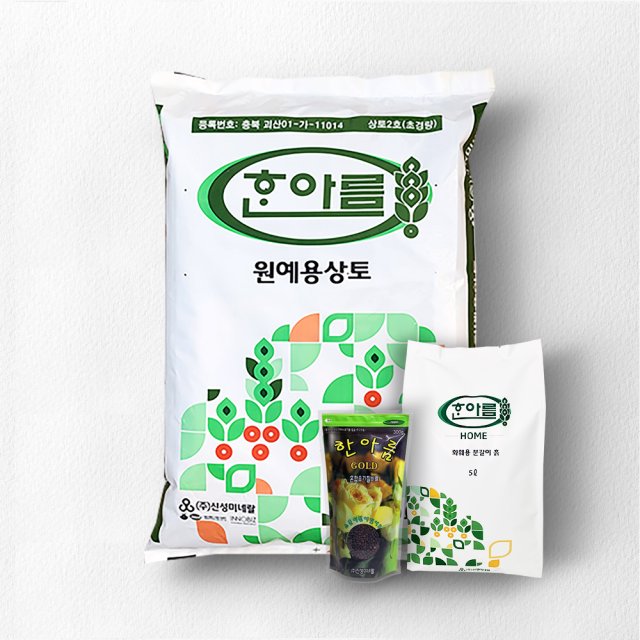 등록번호: 충북 괴산01-가-11014 상토2호(초경량)
한아름
원예용상토
(주)신성미네랄
INNOBIZ
한아름
GOLD
300g
한아름
HOME
화훼용 분갈이 흙
5ℓ